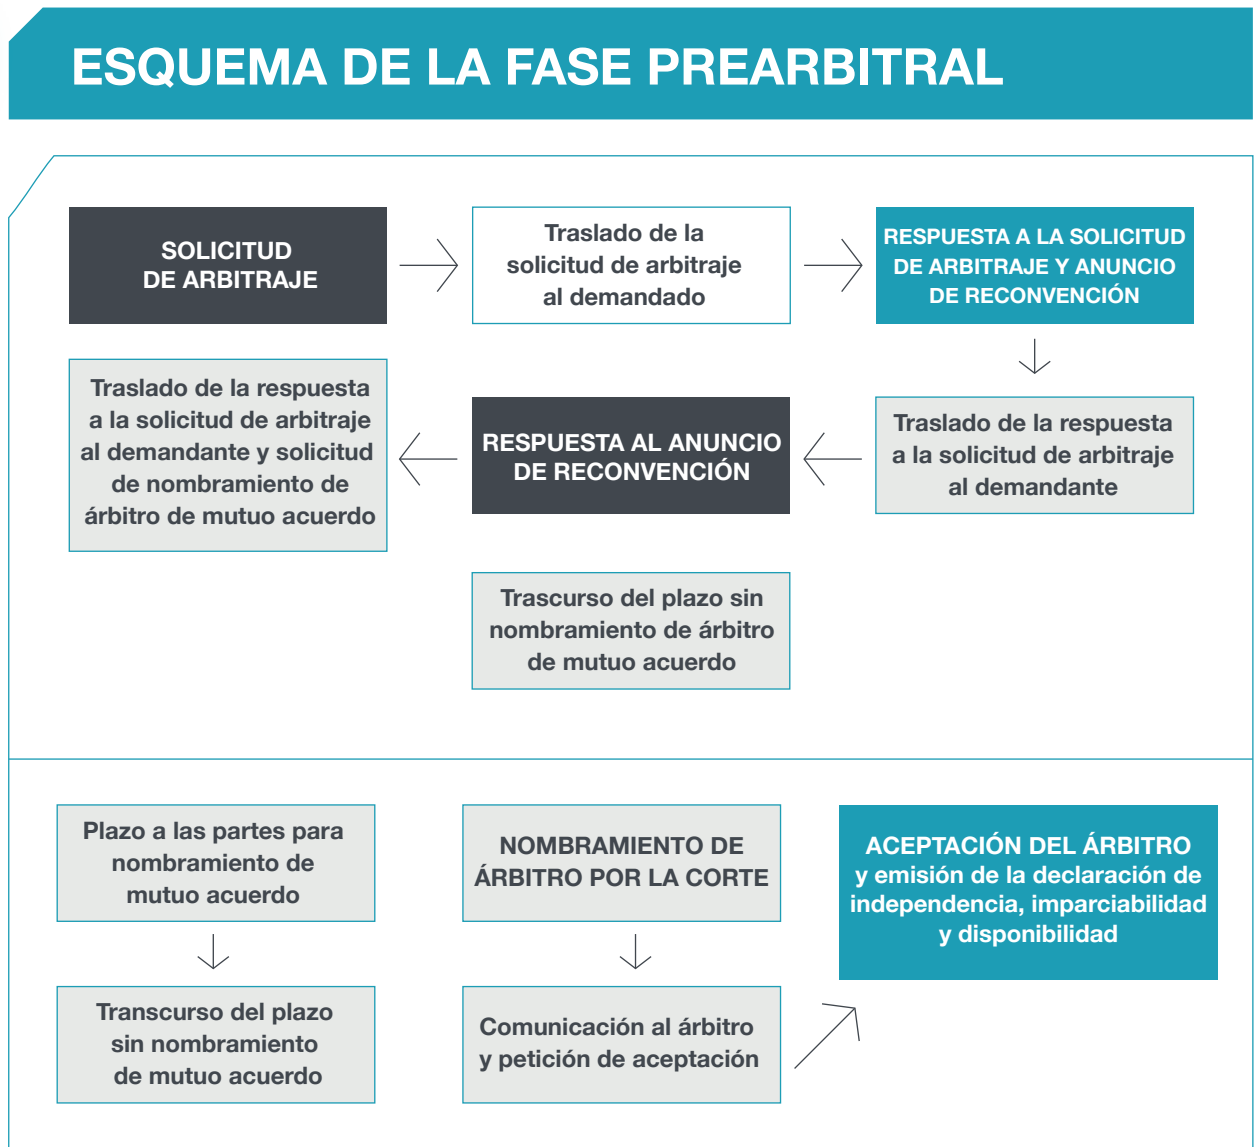 ESQUEMA DE LA FASE PREARBITRAL
SOLICITUD
DE ARBITRAJE
Traslado de la
solicitud de arbitraje
al demandado
RESPUESTA A LA SOLICITUD
DE ARBITRAJE Y ANUNCIO
DE RECONVENCIÓN
Traslado de la respuesta
a la solicitud de arbitraje
al demandante
RESPUESTA AL ANUNCIO
DE RECONVENCIÓN
Traslado de la respuesta
a la solicitud de arbitraje
al demandante y solicitud
de nombramiento de
árbitro de mutuo acuerdo
Trascurso del plazo sin
nombramiento de árbitro
de mutuo acuerdo
Plazo a las partes para
nombramiento de
mutuo acuerdo
Transcurso del plazo
sin nombramiento
de mutuo acuerdo
NOMBRAMIENTO DE
ÁRBITRO POR LA CORTE
Comunicación al árbitro
y petición de aceptación
ACEPTACIÓN DEL ÁRBITRO
y emisión de la declaración de
independencia, imparciabilidad
y disponibilidad